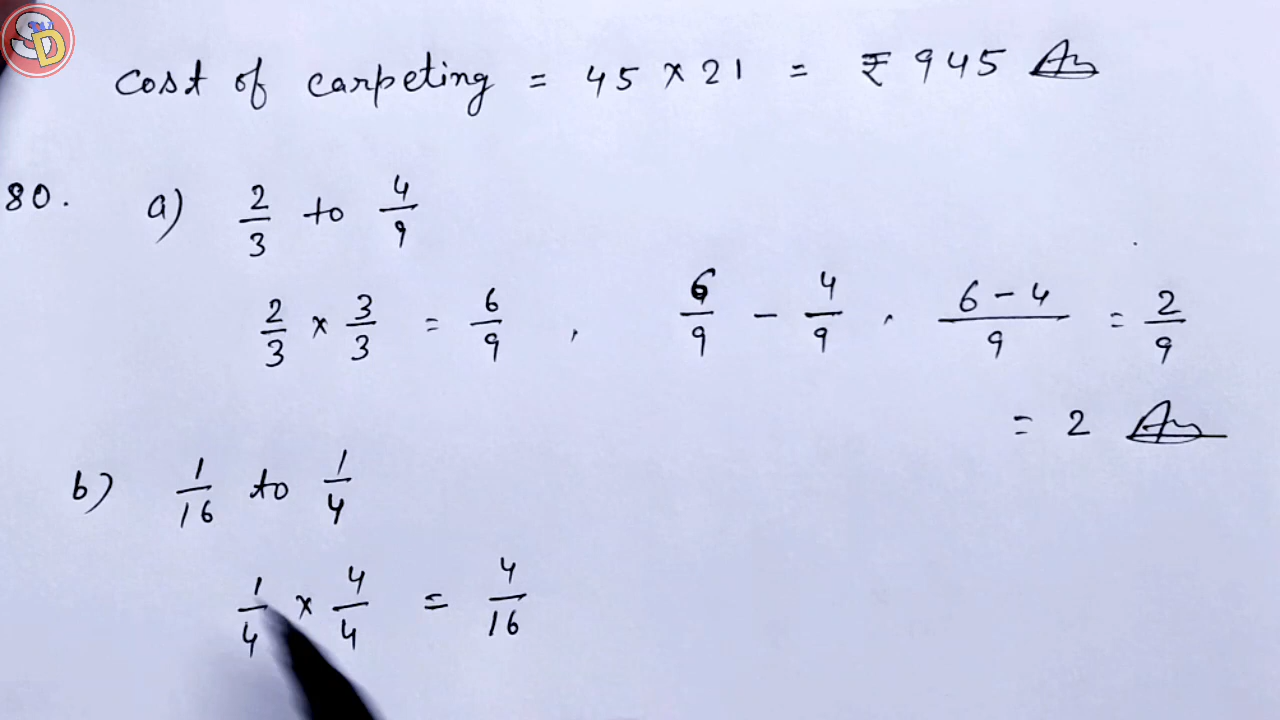 SD
Cost of carpeting = 45 × 21 = ₹ 945 Ans
80. a) 2/3 to 4/9
2/3 × 3/3 = 6/9 , 6/9 - 4/9 , 6-4/9 = 2/9
= 2 Ans
b) 1/16 to 1/4
1/4 × 4/4 = 4/16